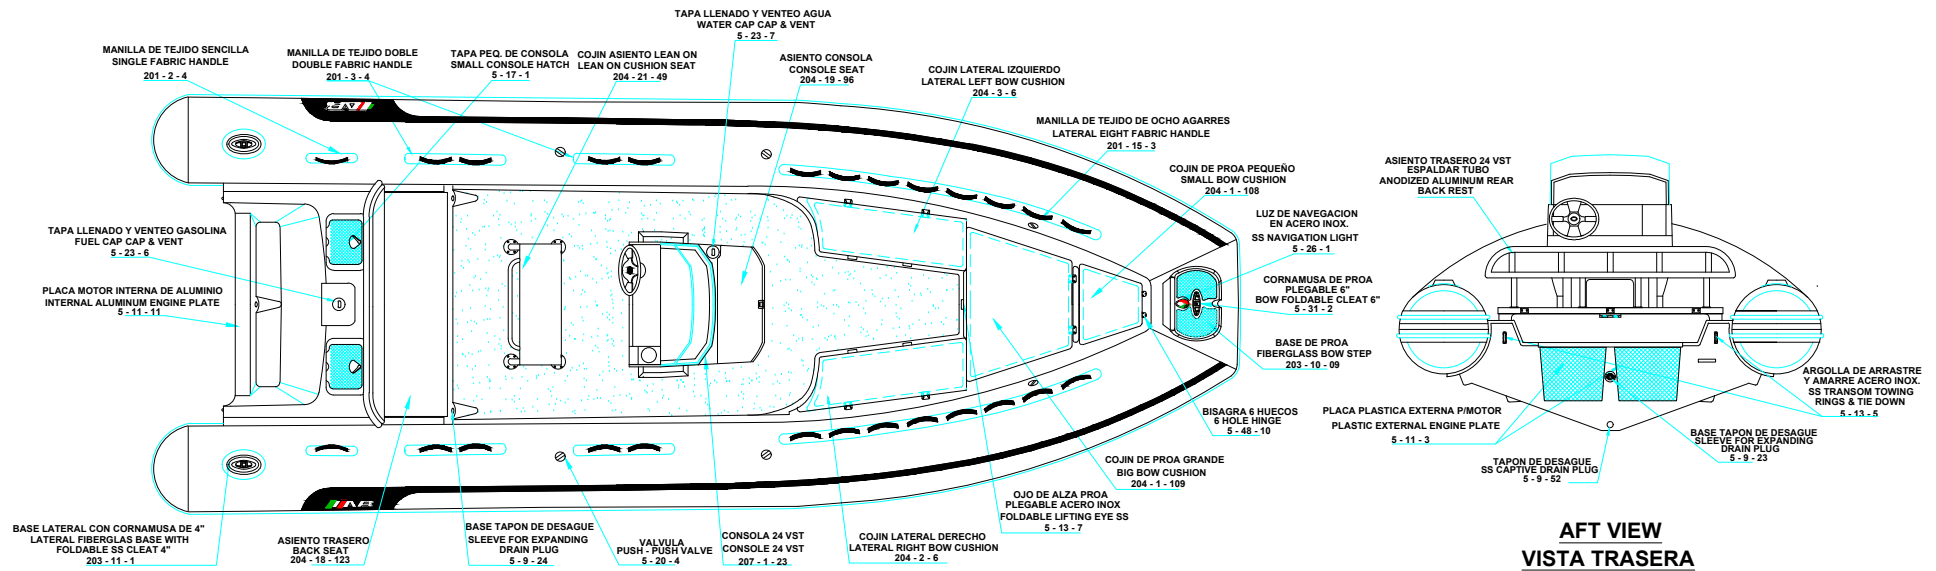 TAPA LLENADO Y VENTEO AGUA
WATER CAP CAP & VENT
5 - 23 - 7
MANILLA DE TEJIDO SENCILLA
SINGLE FABRIC HANDLE
201 - 2 - 4
MANILLA DE TEJIDO DOBLE
DOUBLE FABRIC HANDLE
201 - 3 - 4
TAPA PEQ. DE CONSOLA
SMALL CONSOLE HATCH
5 - 17 - 1
COJIN ASIENTO LEAN ON
LEAN ON CUSHION SEAT
204 - 21 - 49
ASIENTO CONSOLA
CONSOLE SEAT
204 - 19 - 96
COJIN LATERAL IZQUIERDO
LATERAL LEFT BOW CUSHION
204 - 3 - 6
MANILLA DE TEJIDO DE OCHO AGARRES
LATERAL EIGHT FABRIC HANDLE
201 - 15 - 3
COJIN DE PROA PEQUEÑO
SMALL BOW CUSHION
204 - 1 - 108
LUZ DE NAVEGACION
EN ACERO INOX.
SS NAVIGATION LIGHT
5 - 26 - 1
CORNAMUSA DE PROA
PLEGABLE 6"
BOW FOLDABLE CLEAT 6"
5 - 31 - 2
BASE DE PROA
FIBERGLASS BOW STEP
203 - 10 - 09
BISAGRA 6 HUECOS
6 HOLE HINGE
5 - 48 - 10
COJIN DE PROA GRANDE
BIG BOW CUSHION
204 - 1 - 109
OJO DE ALZA PROA
PLEGABLE ACERO INOX
FOLDABLE LIFTING EYE SS
5 - 13 - 7
COJIN LATERAL DERECHO
LATERAL RIGHT BOW CUSHION
204 - 2 - 6
CONSOLA 24 VST
CONSOLE 24 VST
207 - 1 - 23
VALVULA
PUSH - PUSH VALVE
5 - 20 - 4
BASE TAPON DE DESAGUE
SLEEVE FOR EXPANDING
DRAIN PLUG
5 - 9 - 24
ASIENTO TRASERO
BACK SEAT
204 - 18 - 123
BASE LATERAL CON CORNAMUSA DE 4"
LATERAL FIBERGLAS BASE WITH
FOLDABLE SS CLEAT 4"
203 - 11 - 1
PLACA MOTOR INTERNA DE ALUMINIO
INTERNAL ALUMINUM ENGINE PLATE
5 - 11 - 11
TAPA LLENADO Y VENTEO GASOLINA
FUEL CAP CAP & VENT
5 - 23 - 6
AB
ASIENTO TRASERO 24 VST
ESPALDAR TUBO
ANODIZED ALUMINUM REAR
BACK REST
ARGOLLA DE ARRASTRE
Y AMARRE ACERO INOX.
SS TRANSOM TOWING
RINGS & TIE DOWN
5 - 13 - 5
PLACA PLASTICA EXTERNA P/MOTOR
PLASTIC EXTERNAL ENGINE PLATE
5 - 11 - 3
BASE TAPON DE DESAGUE
SLEEVE FOR EXPANDING
DRAIN PLUG
5 - 9 - 23
TAPON DE DESAGUE
SS CAPTIVE DRAIN PLUG
5 - 9 - 52
AFT VIEW
VISTA TRASERA